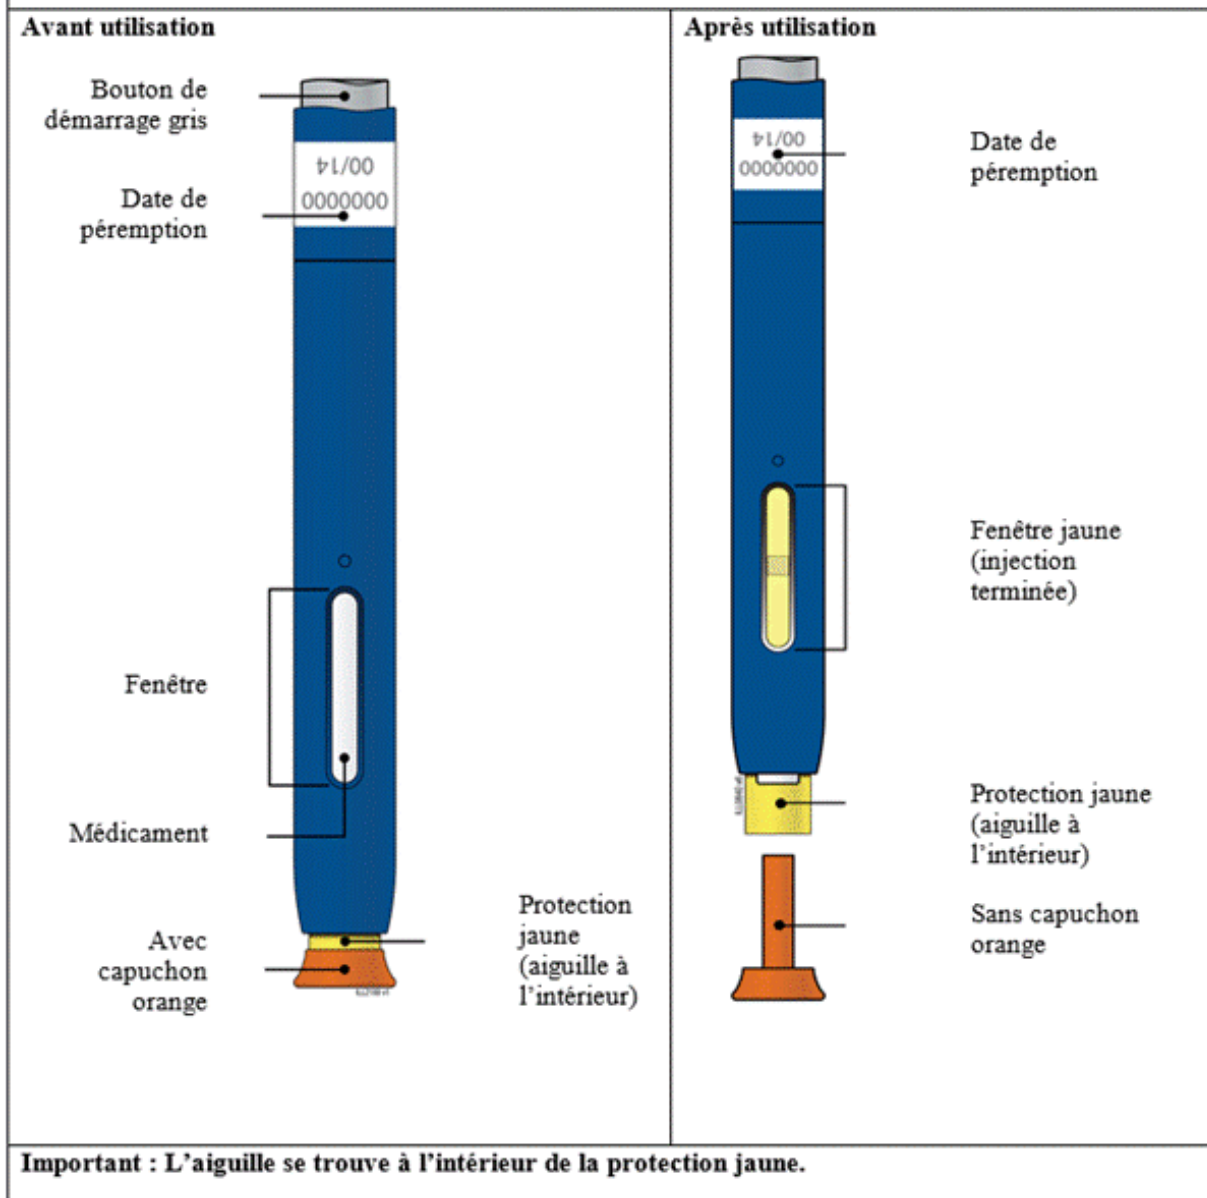 Avant utilisation
Bouton de
démarrage gris
00/14
0000000
Date de
péremption
Fenêtre
Médicament
Avec
capuchon
orange
Protection
jaune
(aiguille à
l'intérieur)
Après utilisation
00/14
0000000
Date de
péremption
Fenêtre jaune
(injection
terminée)
Protection jaune
(aiguille à
l'intérieur)
Sans capuchon
orange
Important : L'aiguille se trouve à l'intérieur de la protection jaune.